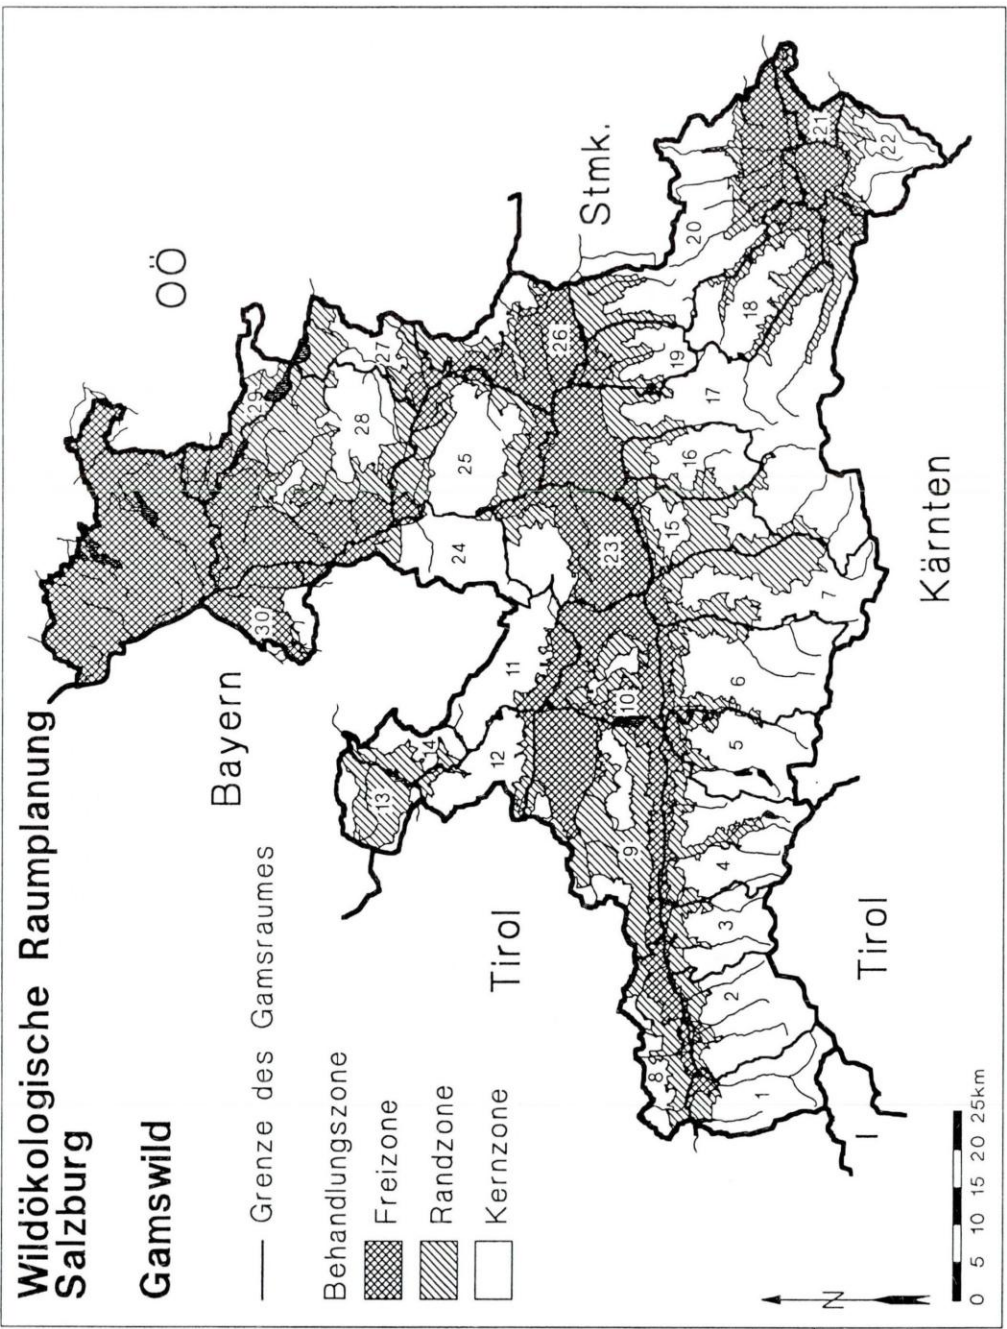 Wildökologische Raumplanung
Salzburg
Gamswild
Grenze des Gamsraumes
Behandlungszone
Freizone
Randzone
Kernzone
N
0 5 10 15 20 25km
OÖ
Bayern
Stmk.
Tirol
Tirol
Kärnten
I
1
2
3
4
5
6
7
8
9
10
11
12
13
14
15
16
17
18
19
20
21
22
23
24
25
26
27
28
29
30